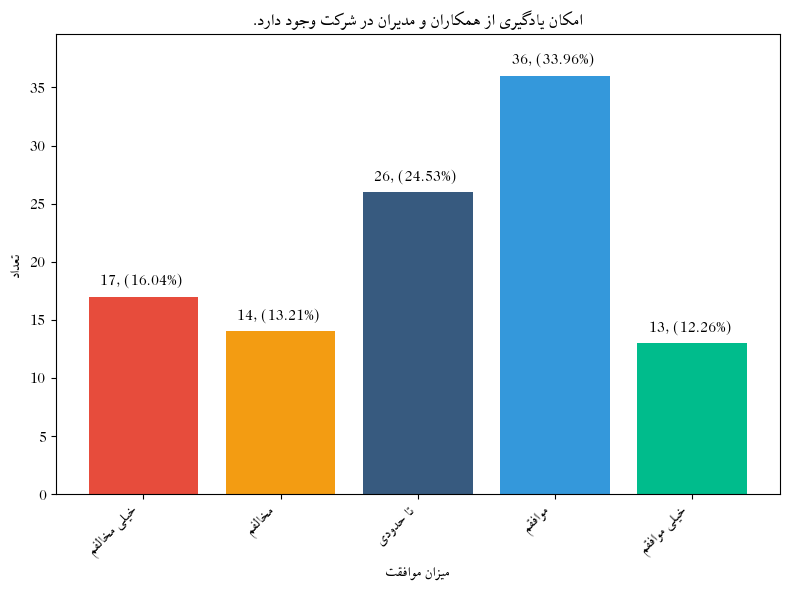 امکان یادگیری از همکاران و مدیران در شرکت وجود دارد.
تعداد
35
30
25
20
15
10
5
0
17, (16.04%)
14, (13.21%)
26, (24.53%)
36, (33.96%)
13, (12.26%)
خیلی مخالفم
مخالفم
تا حدودی
موافقم
خیلی موافقم
میزان موافقت